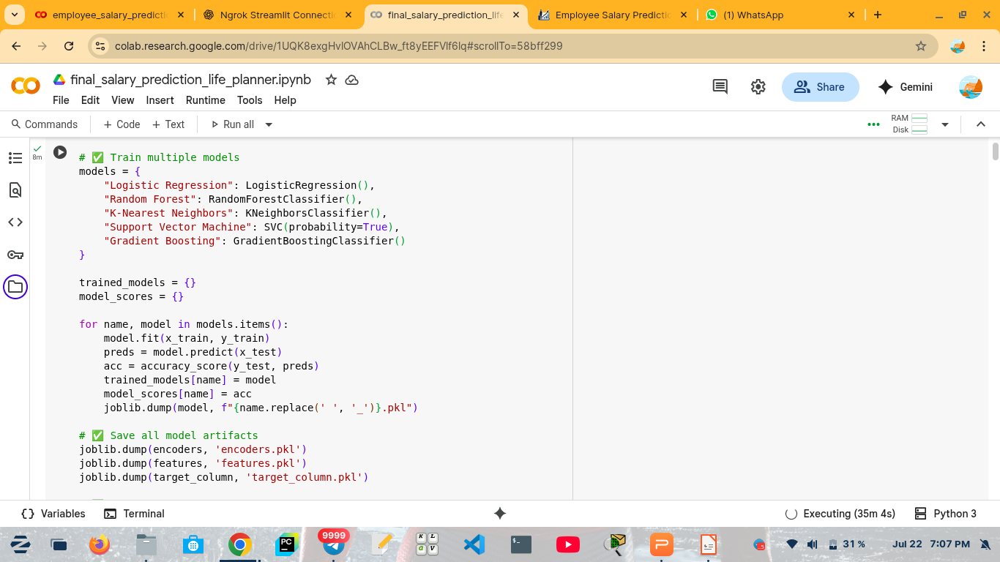 employee_salary_predicti
Ngrok Streamlit Connecti
final_salary_prediction_life
Employee Salary Predictic
(1) WhatsApp
colab.research.google.com/drive/1UQK8exgHvlOVAhCLBw_ft8yEEFVlf6lq#scrollTo=58bff299
final_salary_prediction_life_planner.ipynb
File Edit View Insert Runtime Tools Help
Share
Gemini
Commands + Code + Text Run all
RAM
Disk
8m
# ✅ Train multiple models
models = {
    "Logistic Regression": LogisticRegression(),
    "Random Forest": RandomForestClassifier(),
    "K-Nearest Neighbors": KNeighborsClassifier(),
    "Support Vector Machine": SVC(probability=True),
    "Gradient Boosting": GradientBoostingClassifier()
}
trained_models = {}
model_scores = {}
for name, model in models.items():
    model.fit(x_train, y_train)
    preds = model.predict(x_test)
    acc = accuracy_score(y_test, preds)
    trained_models[name] = model
    model_scores[name] = acc
    joblib.dump(model, f"{name.replace(' ', '_')}.pkl")
# ✅ Save all model artifacts
joblib.dump(encoders, 'encoders.pkl')
joblib.dump(features, 'features.pkl')
joblib.dump(target_column, 'target_column.pkl')
Variables Terminal Executing (35m 4s) Python 3
PC
9999
K L
a V
31 % Jul 22 7:07 PM